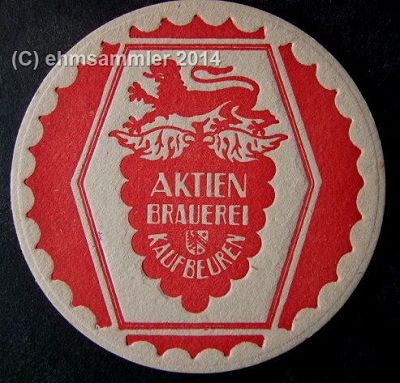 (C) ehmsammler 2014
AKTIEN
BRAUEREI
KAUFBEUREN